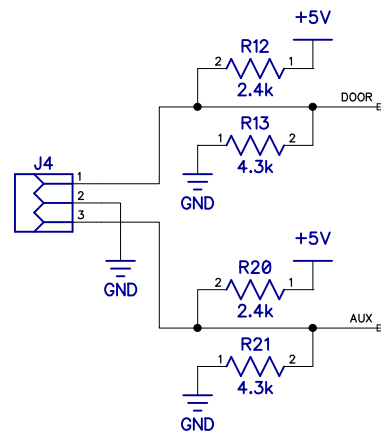 +5V
R12
2 1
2.4k
DOOR
R13
1 2
4.3k
GND
J4
1
2
3
GND
+5V
R20
2 1
2.4k
AUX
R21
1 2
4.3k
GND